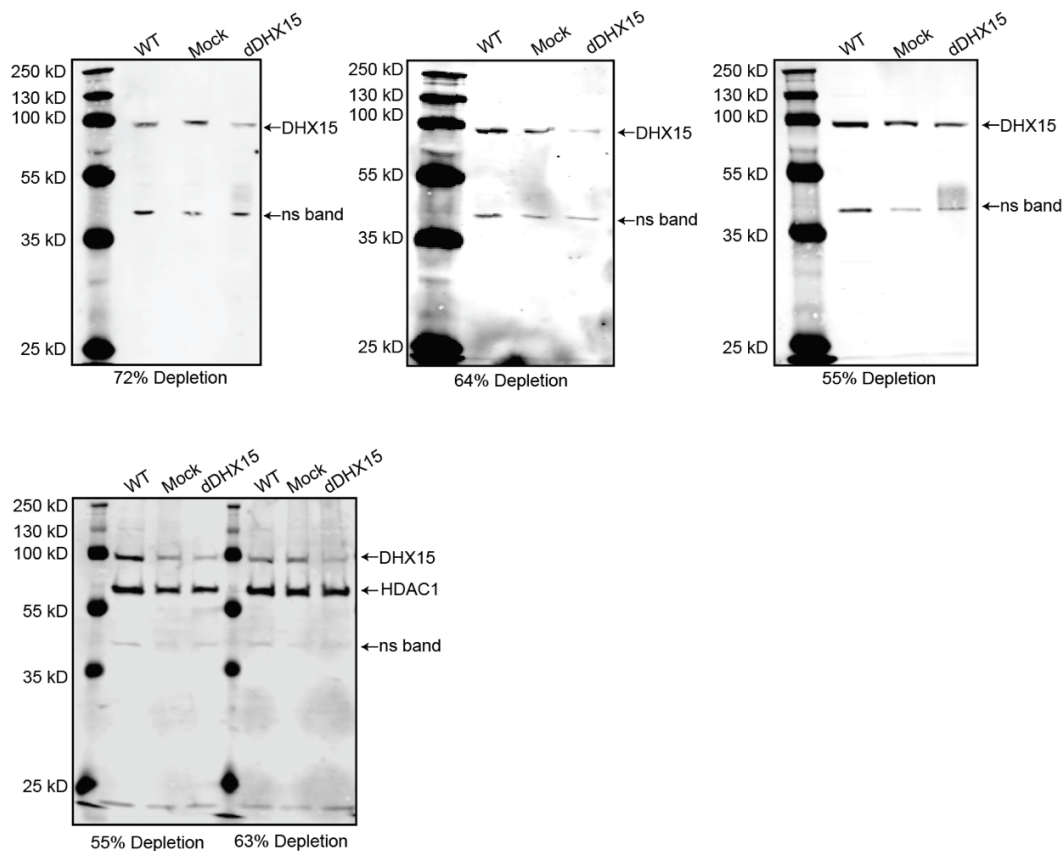 WT Mock dDHX15
250 kD
130 kD
100 kD
←DHX15
55 kD
←ns band
35 kD
25 kD
72% Depletion
WT Mock dDHX15
250 kD
130 kD
100 kD
←DHX15
55 kD
←ns band
35 kD
25 kD
64% Depletion
WT Mock dDHX15
250 kD
130 kD
100 kD
←DHX15
55 kD
←ns band
35 kD
25 kD
55% Depletion
WT Mock dDHX15 WT Mock dDHX15
250 kD
130 kD
100 kD
←DHX15
←HDAC1
55 kD
←ns band
35 kD
25 kD
55% Depletion 63% Depletion